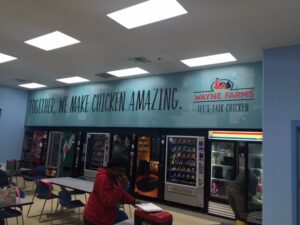 TOGETHER, WE MAKE CHICKEN AMAZING.
WAYNE FARMS
LET'S TALK CHICKEN